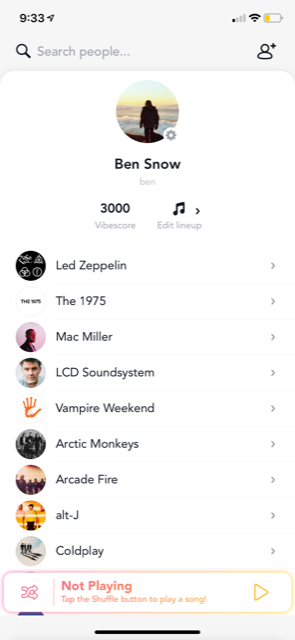 9:33
Search people...
Ben Snow
ben
3000
Vibescore
Edit lineup
Led Zeppelin
THE 1975
The 1975
Mac Miller
LCD Soundsystem
Vampire Weekend
Arctic Monkeys
Arcade Fire
alt-J
Coldplay
Not Playing
Tap the Shuffle button to play a song!